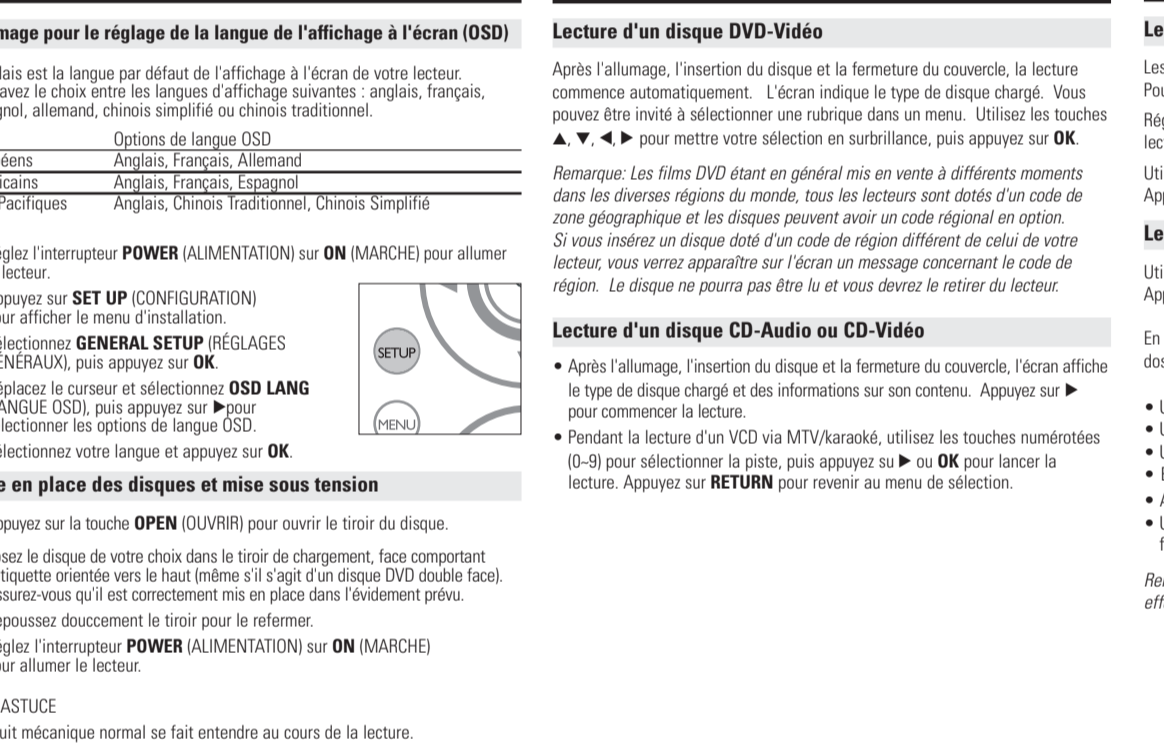 mage pour le réglage de la langue de l'affichage à l'écran (OSD)
lais est la langue par défaut de l'affichage à l'écran de votre lecteur.
avez le choix entre les langues d'affichage suivantes : anglais, français,
gnol, allemand, chinois simplifié ou chinois traditionnel.
Options de langue OSD
éens Anglais, Français, Allemand
icains Anglais, Français, Espagnol
Pacifiques Anglais, Chinois Traditionnel, Chinois Simplifié
glez l'interrupteur POWER (ALIMENTATION) sur ON (MARCHE) pour allumer
lecteur.
ppuyez sur SET UP (CONFIGURATION)
ur afficher le menu d'installation.
électionnez GENERAL SETUP (RÉGLAGES
ÉNÉRAUX), puis appuyez sur OK.
éplacez le curseur et sélectionnez OSD LANG
ANGUE OSD), puis appuyez sur ▶pour
lectionner les options de langue OSD.
électionnez votre langue et appuyez sur OK.
SETUP
MENU
e en place des disques et mise sous tension
ppuyez sur la touche OPEN (OUVRIR) pour ouvrir le tiroir du disque.
sez le disque de votre choix dans le tiroir de chargement, face comportant
tiquette orientée vers le haut (même s'il s'agit d'un disque DVD double face).
ssurez-vous qu'il est correctement mis en place dans l'évidement prévu.
epoussez douccement le tiroir pour le refermer.
églez l'interrupteur POWER (ALIMENTATION) sur ON (MARCHE)
ur allumer le lecteur.
ASTUCE
uit mécanique normal se fait entendre au cours de la lecture.
Lecture d'un disque DVD-Vidéo
Après l'allumage, l'insertion du disque et la fermeture du couvercle, la lecture
commence automatiquement. L'écran indique le type de disque chargé. Vous
pouvez être invité à sélectionner une rubrique dans un menu. Utilisez les touches
▲, ▼, ◀, ▶ pour mettre votre sélection en surbrillance, puis appuyez sur OK.
Remarque: Les films DVD étant en général mis en vente à différents moments
dans les diverses régions du monde, tous les lecteurs sont dotés d'un code de
zone géographique et les disques peuvent avoir un code régional en option.
Si vous insérez un disque doté d'un code de région différent de celui de votre
lecteur, vous verrez apparaître sur l'écran un message concernant le code de
région. Le disque ne pourra pas être lu et vous devrez le retirer du lecteur.
Lecture d'un disque CD-Audio ou CD-Vidéo
• Après l'allumage, l'insertion du disque et la fermeture du couvercle, l'écran affiche
le type de disque chargé et des informations sur son contenu. Appuyez sur ▶
pour commencer la lecture.
• Pendant la lecture d'un VCD via MTV/karaoké, utilisez les touches numérotées
(0~9) pour sélectionner la piste, puis appuyez su ▶ ou OK pour lancer la
lecture. Appuyez sur RETURN pour revenir au menu de sélection.
Le
Les
Pou
Rég
lect
Uti
App
Le
Uti
App
En
dos
• U
• U
• U
• E
• A
• U
f
Rem
effe